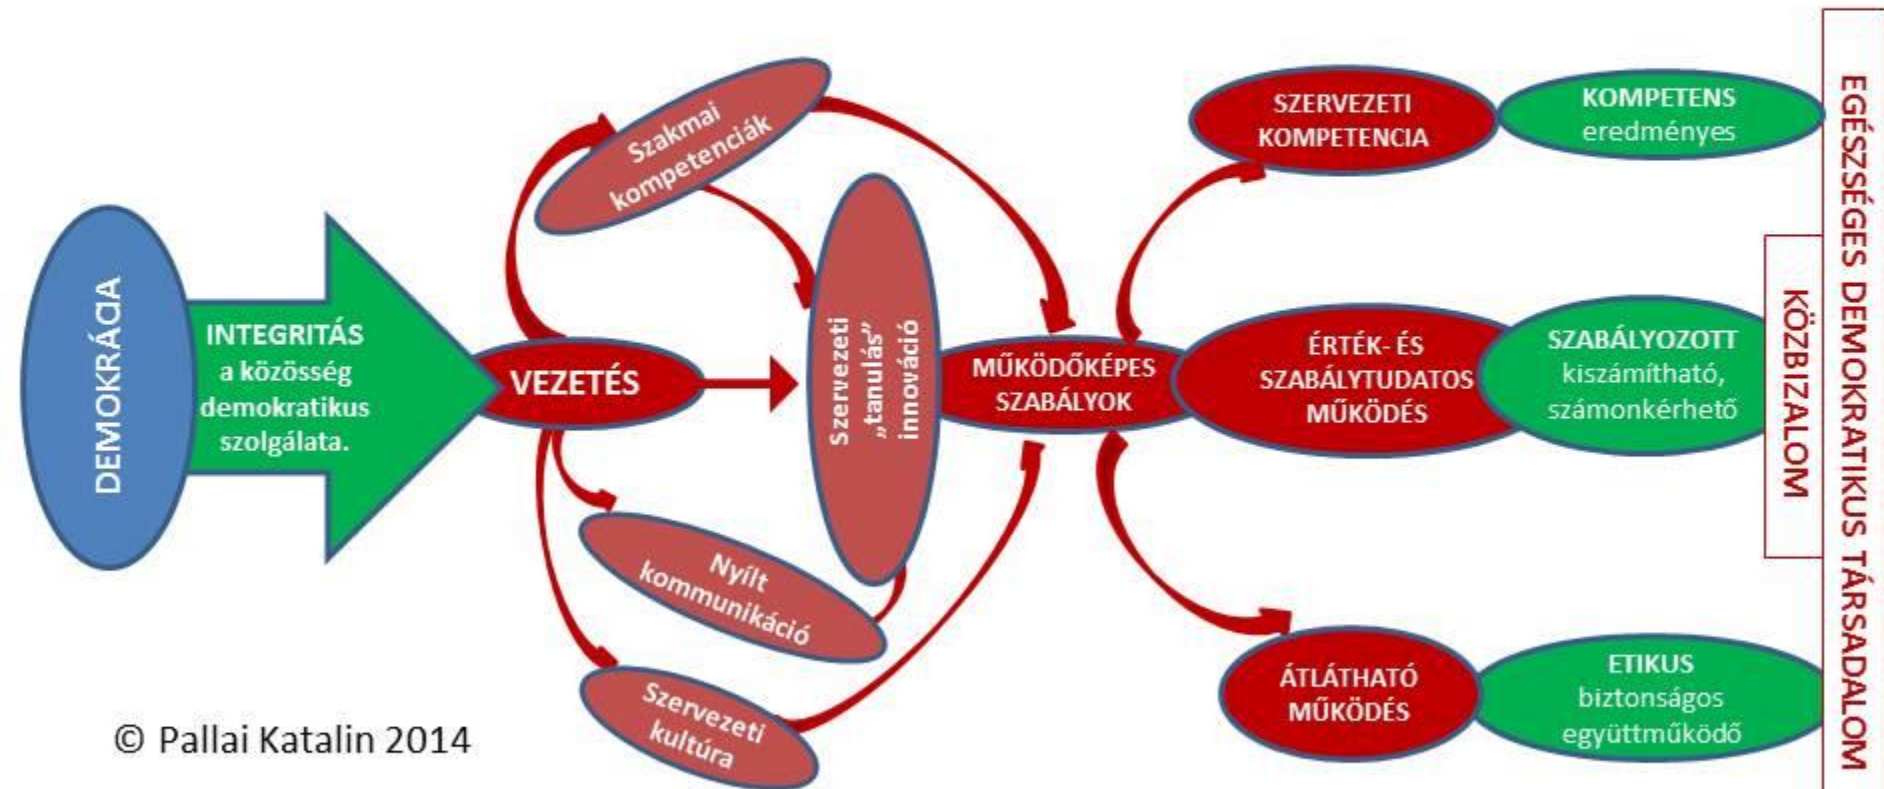 DEMOKRÁCIA
INTEGRITÁS
a közösség
demokratikus
szolgálata.
VEZETÉS
Szakmai
kompetenciák
Szervezeti
„tanulás”
innováció
Nyílt
kommunikáció
Szervezeti
kultúra
MŰKÖDŐKÉPES
SZABÁLYOK
SZERVEZETI
KOMPETENCIA
KOMPETENS
eredményes
ÉRTÉK- ÉS
SZABÁLYTUDATOS
MŰKÖDÉS
SZABÁLYOZOTT
kiszámítható,
számonkérhető
ÁTLÁTHATÓ
MŰKÖDÉS
ETIKUS
biztonságos
együttműködő
KÖZBIZALOM
EGÉSZSÉGES DEMOKRATIKUS TÁRSADALOM
© Pallai Katalin 2014